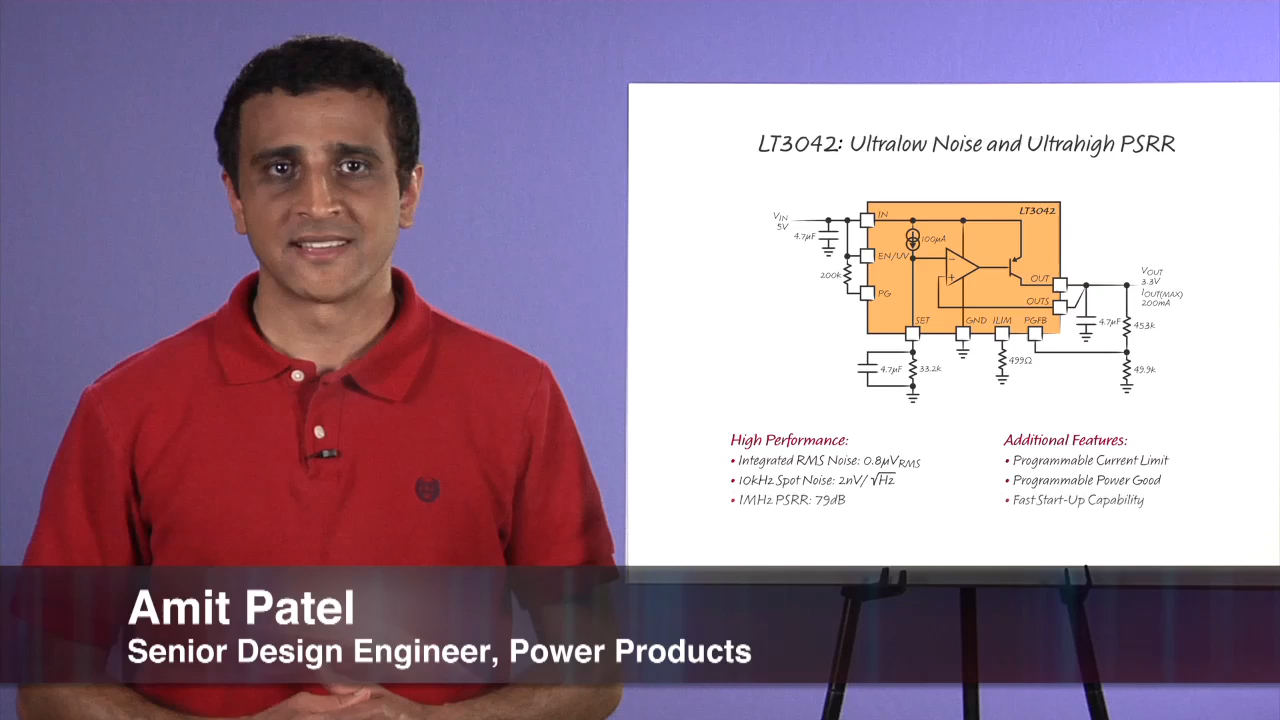 LT3042: Ultralow Noise and Ultrahigh PSRR
LT3042
IN
VIN
5V
4.7µF
100µA
EN/UV
200k
PG
OUT
OUTS
VOUT
3.3V
IOUT(MAX)
200mA
SET
GND
ILIM
PGFB
4.7µF
453k
4.7µF
33.2k
499Ω
49.9k
High Performance:
• Integrated RMS Noise: 0.8µVRMS
• 10kHz Spot Noise: 2nV/√Hz
• 1MHz PSRR: 79dB
Additional Features:
• Programmable Current Limit
• Programmable Power Good
• Fast Start-Up Capability
Amit Patel
Senior Design Engineer, Power Products